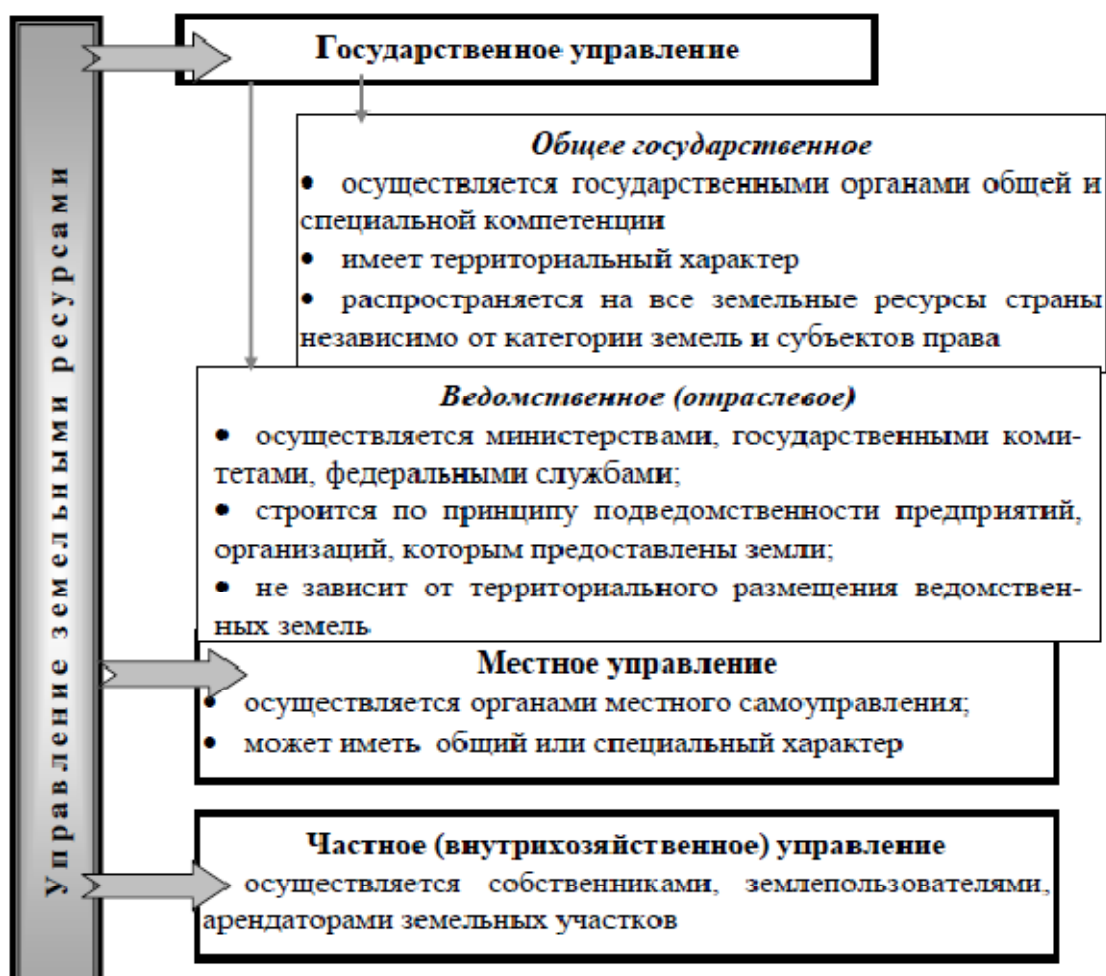 Управление земельными ресурсами
Государственное управление
Общее государственное
• осуществляется государственными органами общей и
специальной компетенции
• имеет территориальный характер
• распространяется на все земельные ресурсы страны
независимо от категории земель и субъектов права
Ведомственное (отраслевое)
• осуществляется министерствами, государственными коми-
тетами, федеральными службами;
• строится по принципу подведомственности предприятий,
организаций, которым предоставлены земли;
• не зависит от территориального размещения ведомствен-
ных земель
Местное управление
• осуществляется органами местного самоуправления;
• может иметь общий или специальный характер
Частное (внутрихозяйственное) управление
осуществляется собственниками, землепользователями,
арендаторами земельных участков